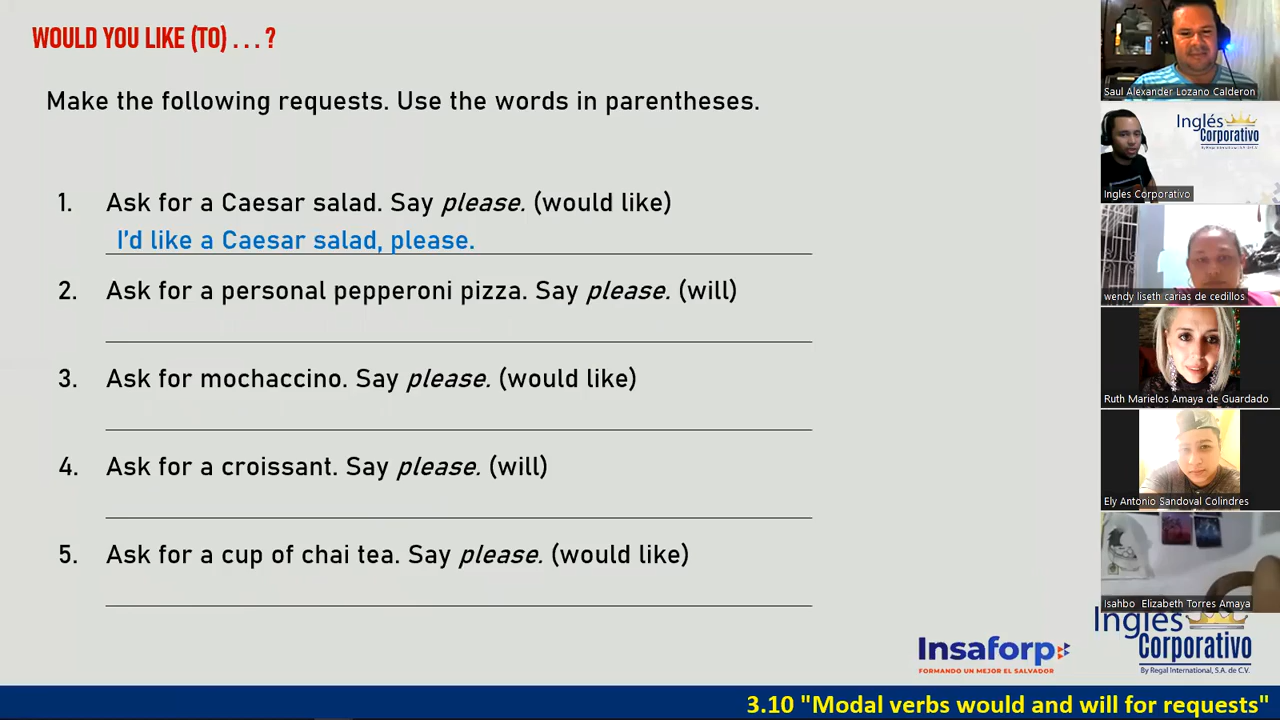 WOULD YOU LIKE (TO) . . . ?
Make the following requests. Use the words in parentheses.
1. Ask for a Caesar salad. Say please. (would like)
I'd like a Caesar salad, please.
2. Ask for a personal pepperoni pizza. Say please. (will)
3. Ask for mochaccino. Say please. (would like)
4. Ask for a croissant. Say please. (will)
5. Ask for a cup of chai tea. Say please. (would like)
Saul Alexander Lozano Calderon
Inglés
Corporativo
By Regal International, S.A. de C.V.
Ingles Corporativo
wendy liseth carias de cedillos
Ruth Marielos Amaya de Guardado
Ely Antonio Sandoval Colindres
Isahbo Elizabeth Torres Amaya
Insaforp
FORMANDO UN MEJOR EL SALVADOR
Inglés
Corporativo
By Regal International, S.A. de C.V.
3.10 "Modal verbs would and will for requests"